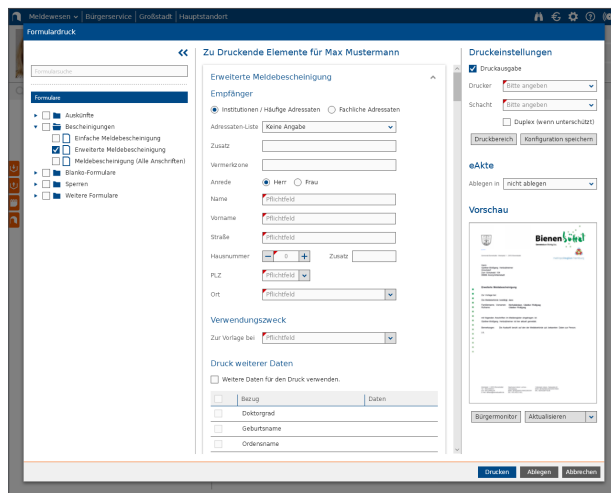 Meldewesen
Bürgerservice
Großstadt
Hauptstandort
Formulardruck
Formularsuche
Formulare
Auskünfte
Bescheinigungen
Einfache Meldebescheinigung
Erweiterte Meldebescheinigung
Meldebescheinigung (Alle Anschriften)
Blanko-Formulare
Sperren
Weitere Formulare
Zu Druckende Elemente für Max Mustermann
Erweiterte Meldebescheinigung
Empfänger
Institutionen / Häufige Adressaten
Fachliche Adressaten
Adressaten-Liste Keine Angabe
Zusatz
Vermerkzone
Anrede Herr Frau
Name Pflichtfeld
Vorname Pflichtfeld
Straße Pflichtfeld
Hausnummer 0 Zusatz
PLZ Pflichtfeld
Ort Pflichtfeld
Verwendungszweck
Zur Vorlage bei Pflichtfeld
Druck weiterer Daten
Weitere Daten für den Druck verwenden.
Bezug Daten
Doktorgrad
Geburtsname
Ordensname
Druckeinstellungen
Druckausgabe
Drucker Bitte angeben
Schacht Bitte angeben
Duplex (wenn unterstützt)
Druckbereich Konfiguration speichern
eAkte
Ablegen in nicht ablegen
Vorschau
Bienen
Erweiterte Meldebescheinigung
Bürgermonitor Aktualisieren
Drucken Ablegen Abbrechen